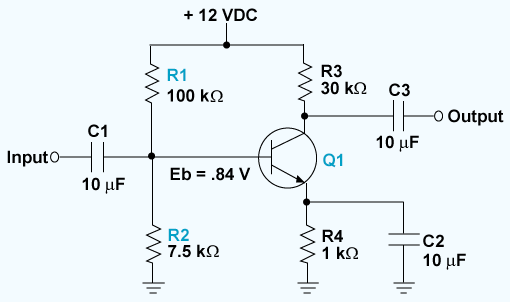 + 12 VDC
R1
100 kΩ
R3
30 kΩ
C3
Output
10 µF
C1
Input
10 µF
Eb = .84 V
Q1
R2
7.5 kΩ
R4
1 kΩ
C2
10 µF